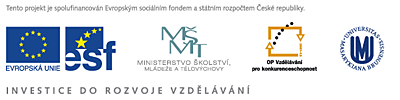 Tento projekt je spolufinancován Evropským sociálním fondem a státním rozpočtem České republiky.
EVROPSKÁ UNIE
esf
MŠMT
MINISTERSTVO ŠKOLSTVÍ,
MLÁDEŽE A TĚLOVÝCHOVY
OP Vzdělávání
pro konkurenceschopnost
UNIVERSITAS
MASARYKIANA BRUNENSIS
INVESTICE DO ROZVOJE VZDĚLÁVÁNÍ